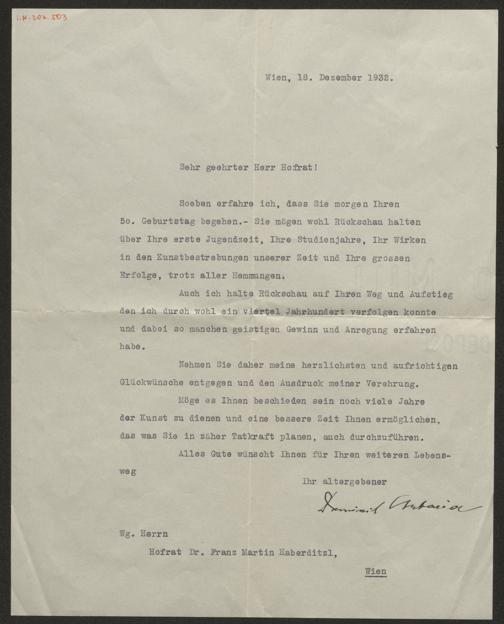 Wien, 18. Dezember 1932.
Sehr geehrter Herr Hofrat!
Soeben erfahre ich, dass Sie morgen Ihren
5o. Geburtstag begehen.- Sie mögen wohl Rückschau halten
über Ihre erste Jugendzeit, Ihre Studienjahre, Ihr Wirken
in den Kunstbestrebungen unserer Zeit und Ihre grossen
Erfolge, trotz aller Hemmungen.
Auch ich halte Rückschau auf Ihren Weg und Aufstieg
den ich durch wohl ein viertel Jahrhundert verfolgen konnte
und dabei so manchen geistigen Gewinn und Anregung erfahren
habe.
Nehmen Sie daher meine herzlichsten und aufrichtigen
Glückwünsche entgegen und den Ausdruck meiner Verehrung.
Möge es Ihnen beschieden sein noch viele Jahre
der Kunst zu dienen und eine bessere Zeit Ihnen ermöglichen,
das was Sie in zäher Tatkraft planen, auch durchzuführen.
Alles Gute wünscht Ihnen für Ihren weiteren Lebens-
weg
Ihr altergebener
Wg. Herrn
Hofrat Dr. Franz Martin Haberditzl,
Wien